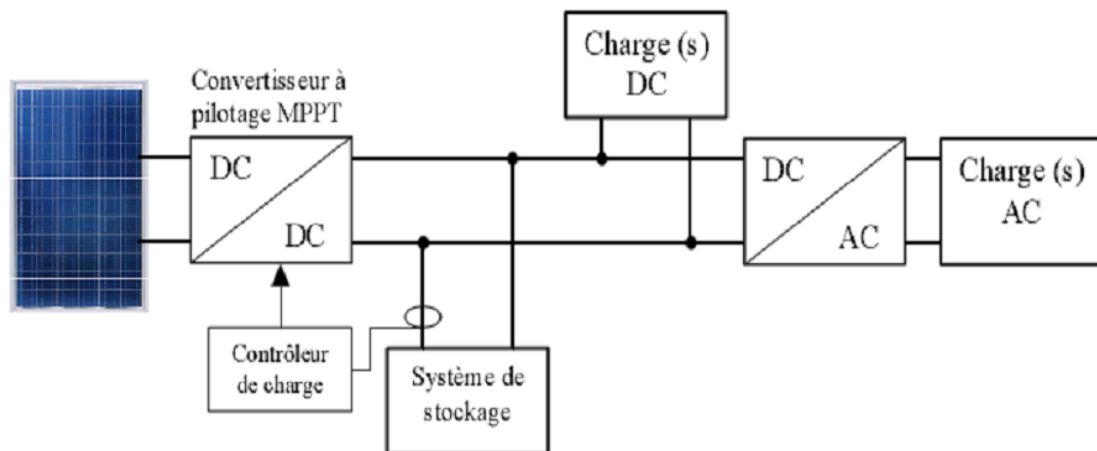 Convertisseur à
pilotage MPPT
DC
DC
Contrôleur
de charge
Système de
stockage
Charge (s)
DC
DC
AC
Charge (s)
AC